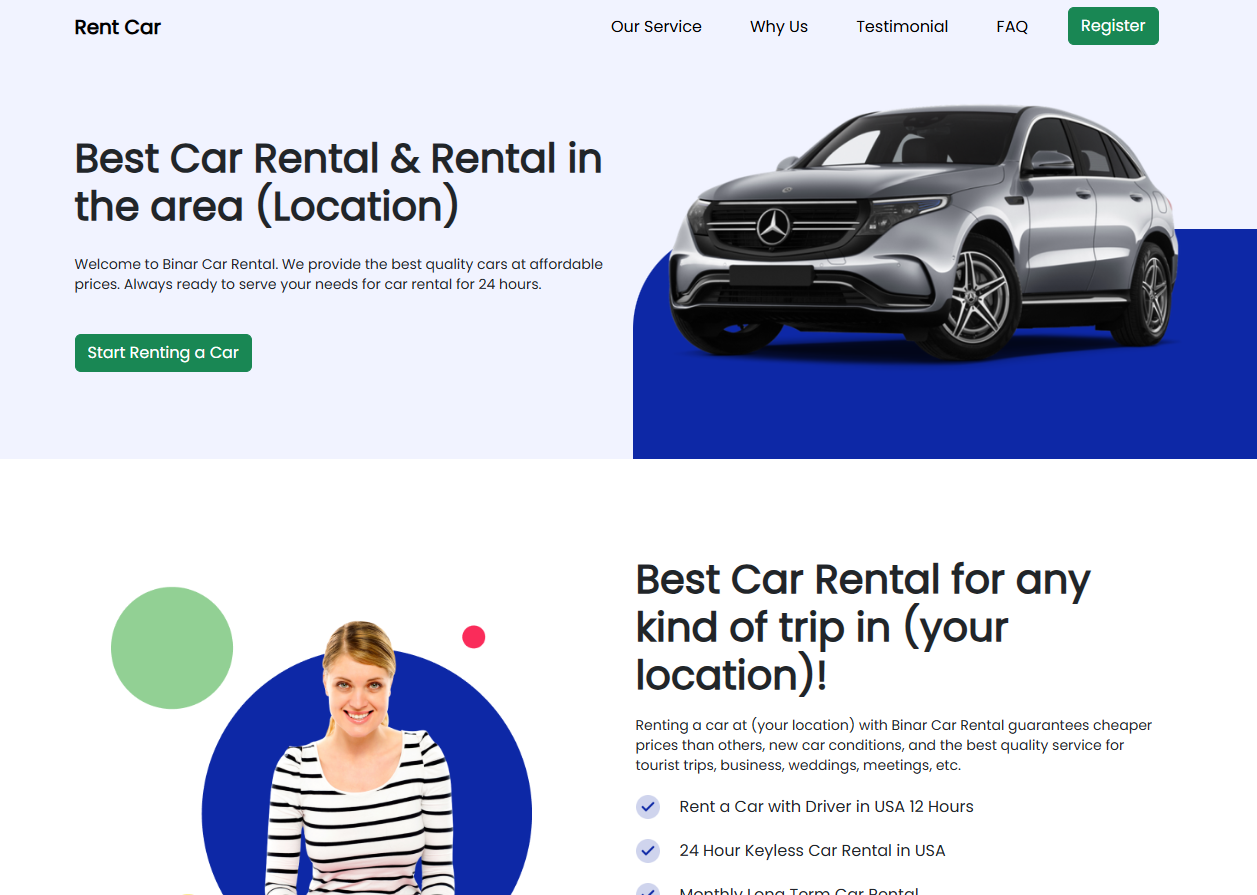 Rent Car
Our Service
Why Us
Testimonial
FAQ
Register
Best Car Rental & Rental in
the area (Location)
Welcome to Binar Car Rental. We provide the best quality cars at affordable
prices. Always ready to serve your needs for car rental for 24 hours.
Start Renting a Car
Best Car Rental for any
kind of trip in (your
location)!
Renting a car at (your location) with Binar Car Rental guarantees cheaper
prices than others, new car conditions, and the best quality service for
tourist trips, business, weddings, meetings, etc.
Rent a Car with Driver in USA 12 Hours
24 Hour Keyless Car Rental in USA
Monthly Long Term Car Rental